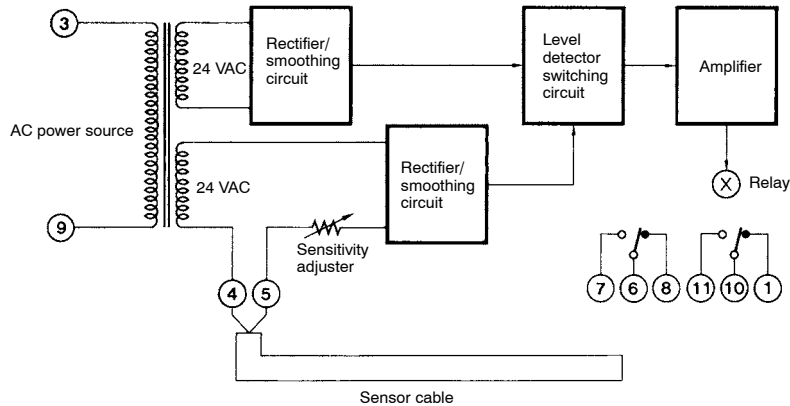 3
Rectifier/
smoothing
circuit
Level
detector
switching
circuit
Amplifier
24 VAC
AC power source
Rectifier/
smoothing
circuit
24 VAC
X
Relay
9
Sensitivity
adjuster
4
5
7
6
8
11
10
1
Sensor cable